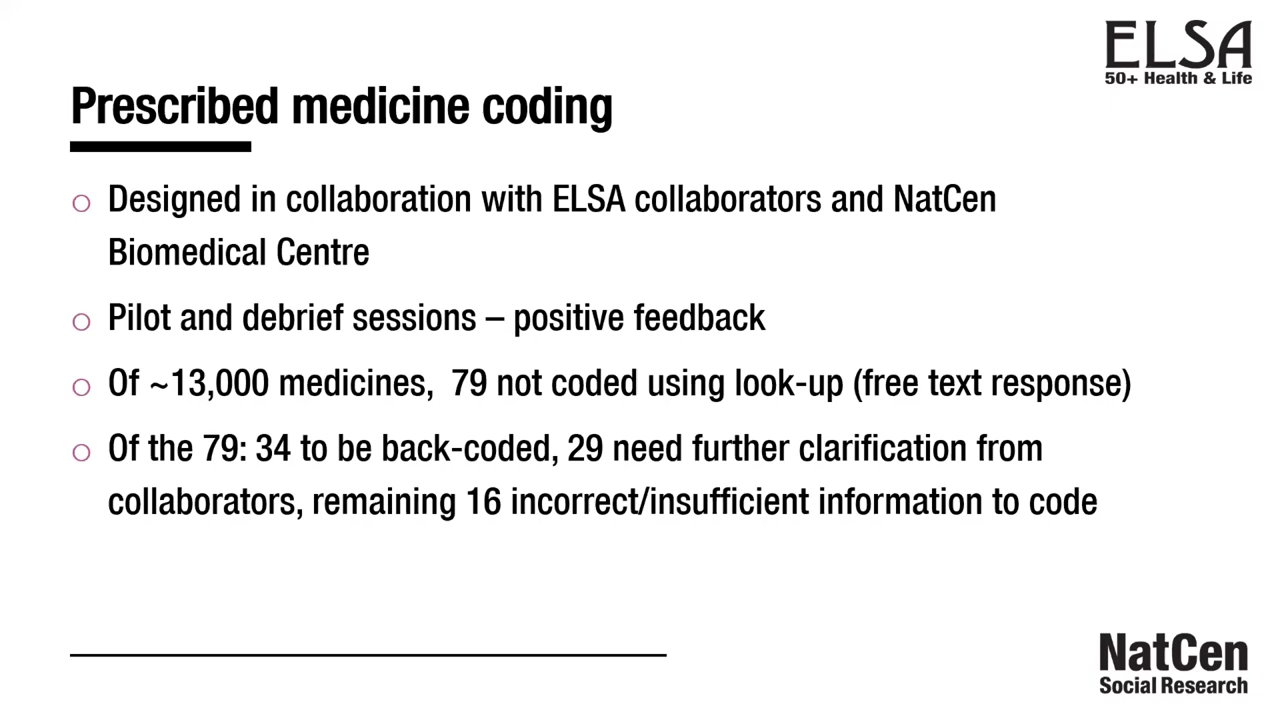 ELSA
50+ Health & Life
Prescribed medicine coding
o Designed in collaboration with ELSA collaborators and NatCen
Biomedical Centre
o Pilot and debrief sessions – positive feedback
o Of ~13,000 medicines,  79 not coded using look-up (free text response)
o Of the 79: 34 to be back-coded, 29 need further clarification from
collaborators, remaining 16 incorrect/insufficient information to code
NatCen
Social Research